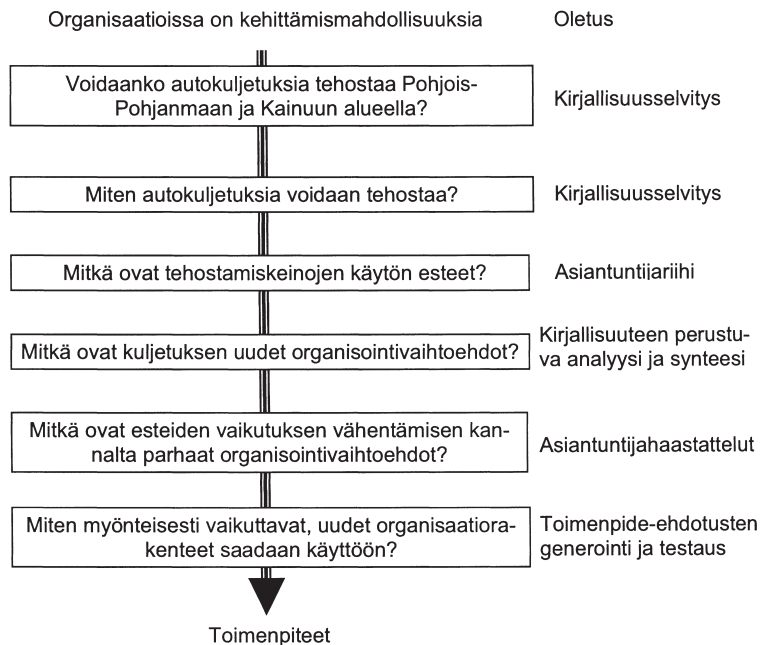 Organisaatioissa on kehittämismahdollisuuksia
Oletus
Voidaanko autokuljetuksia tehostaa Pohjois-
Pohjanmaan ja Kainuun alueella?
Kirjallisuusselvitys
Miten autokuljetuksia voidaan tehostaa?
Kirjallisuusselvitys
Mitkä ovat tehostamiskeinojen käytön esteet?
Asiantuntijariihi
Mitkä ovat kuljetuksen uudet organisointivaihtoehdot?
Kirjallisuuteen perustu-
va analyysi ja synteesi
Mitkä ovat esteiden vaikutuksen vähentämisen kan-
nalta parhaat organisointivaihtoehdot?
Asiantuntijahaastattelut
Miten myönteisesti vaikuttavat, uudet organisaatiora-
kenteet saadaan käyttöön?
Toimenpide-ehdotusten
generointi ja testaus
Toimenpiteet